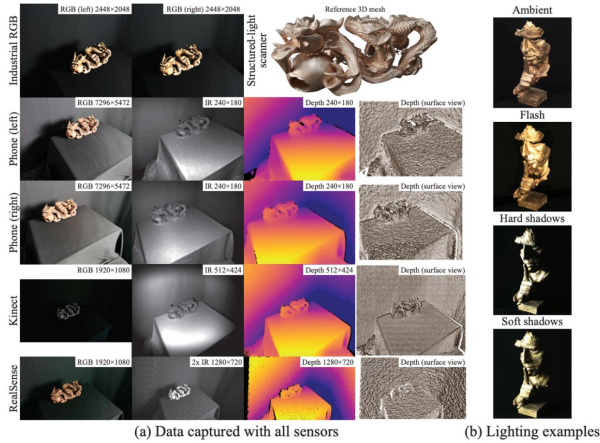 Industrial RGB
RGB (left) 2448×2048
RGB (right) 2448×2048
Structured-light
scanner
Reference 3D mesh
Phone (left)
RGB 7296×5472
IR 240×180
Depth 240×180
Depth (surface view)
Phone (right)
RGB 7296×5472
IR 240×180
Depth 240×180
Depth (surface view)
Kinect
RGB 1920×1080
IR 512×424
Depth 512×424
Depth (surface view)
RealSense
RGB 1920×1080
2x IR 1280×720
Depth 1280×720
Depth (surface view)
(a) Data captured with all sensors
Ambient
Flash
Hard shadows
Soft shadows
(b) Lighting examples